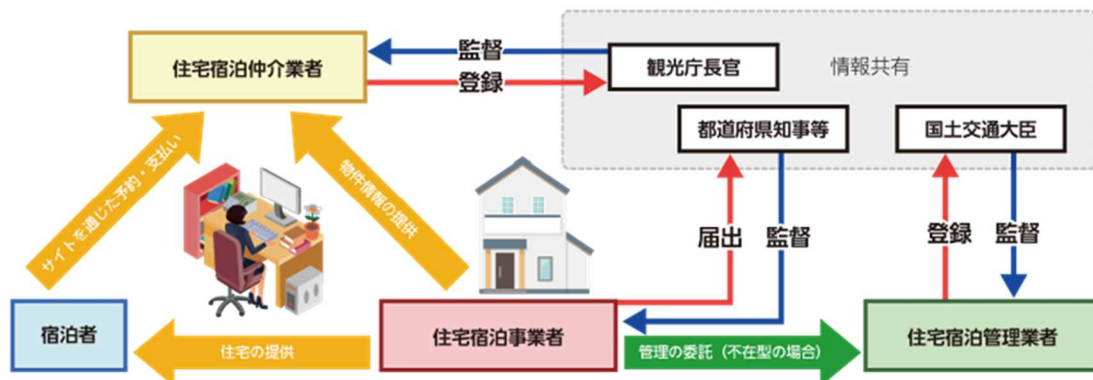 住宅宿泊仲介業者
監督
登録
観光庁長官
情報共有
都道府県知事等
国土交通大臣
サイトを通じた予約・支払い
物件情報の提供
届出
監督
登録
監督
宿泊者
住宅の提供
住宅宿泊事業者
管理の委託（不在型の場合）
住宅宿泊管理業者